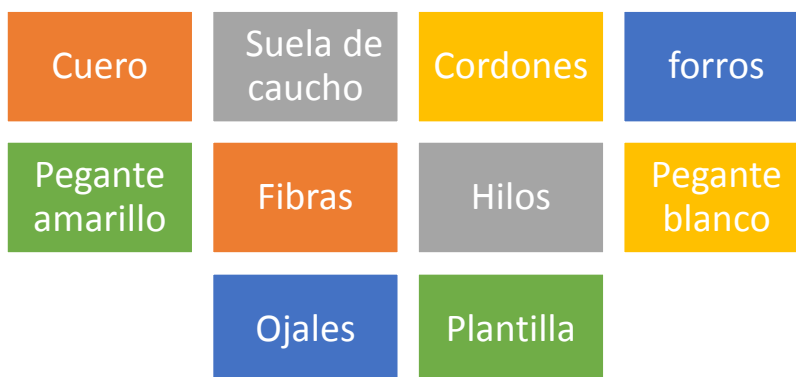 Cuero
Suela de
caucho
Cordones
forros
Pegante
amarillo
Fibras
Hilos
Pegante
blanco
Ojales
Plantilla